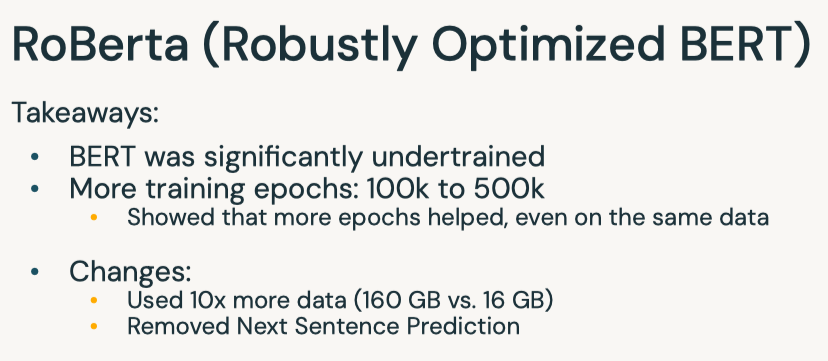 RoBerta (Robustly Optimized BERT)
Takeaways:
• BERT was significantly undertrained
• More training epochs: 100k to 500k
• Showed that more epochs helped, even on the same data
• Changes:
• Used 10x more data (160 GB vs. 16 GB)
• Removed Next Sentence Prediction